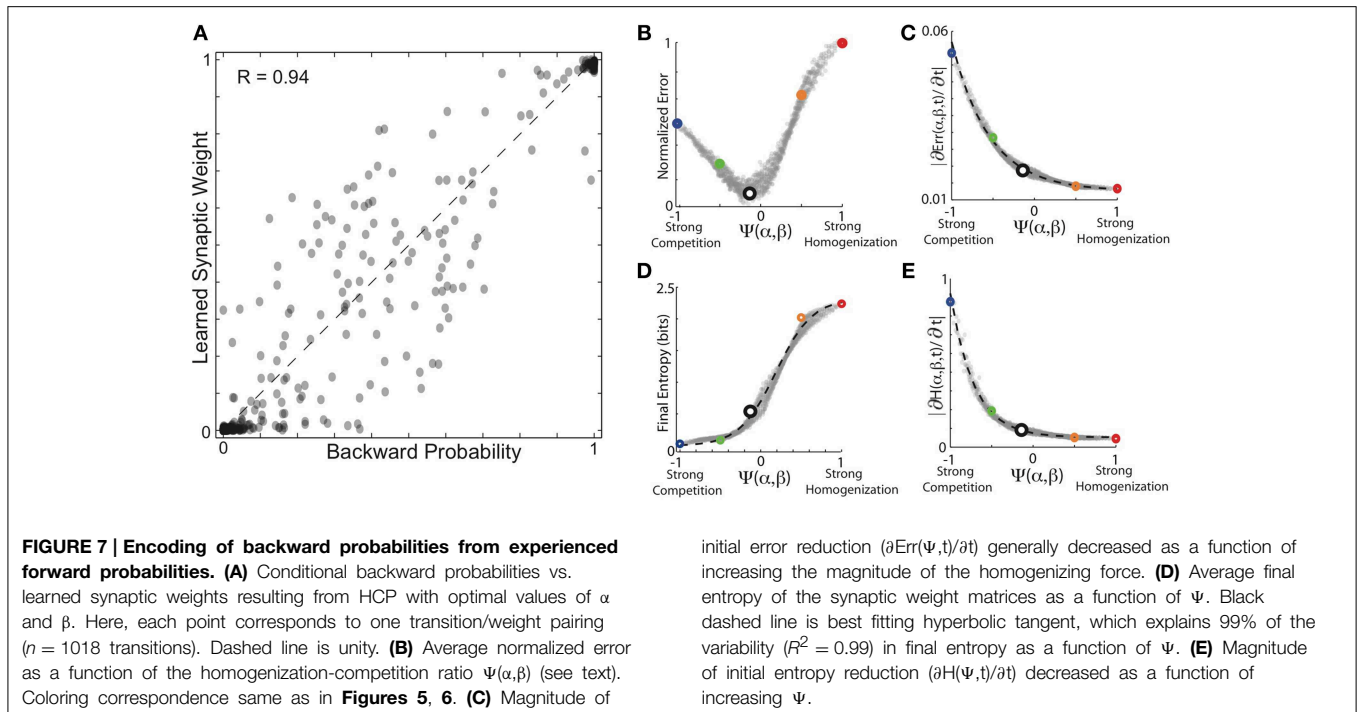 A
1
R = 0.94
Learned Synaptic Weight
0
0
Backward Probability
1
B
1
Normalized Error
0
-1
0
1
Strong
Competition
Ψ(α,β)
Strong
Homogenization
C
0.06
|∂Err(α,β,t)/ ∂t|
0.01
-1
0
1
Strong
Competition
Ψ(α,β)
Strong
Homogenization
D
2.5
Final Entropy (bits)
0
-1
0
1
Strong
Competition
Ψ(α,β)
Strong
Homogenization
E
1
|∂H(α,β,t)/ ∂t|
0
-1
0
1
Strong
Competition
Ψ(α,β)
Strong
Homogenization
FIGURE 7 | Encoding of backward probabilities from experienced
forward probabilities. (A) Conditional backward probabilities vs.
learned synaptic weights resulting from HCP with optimal values of α
and β. Here, each point corresponds to one transition/weight pairing
(n = 1018 transitions). Dashed line is unity. (B) Average normalized error
as a function of the homogenization-competition ratio Ψ(α,β) (see text).
Coloring correspondence same as in Figures 5, 6. (C) Magnitude of
initial error reduction (∂Err(Ψ,t)/∂t) generally decreased as a function of
increasing the magnitude of the homogenizing force. (D) Average final
entropy of the synaptic weight matrices as a function of Ψ. Black
dashed line is best fitting hyperbolic tangent, which explains 99% of the
variability (R² = 0.99) in final entropy as a function of Ψ. (E) Magnitude
of initial entropy reduction (∂H(Ψ,t)/∂t) decreased as a function of
increasing Ψ.